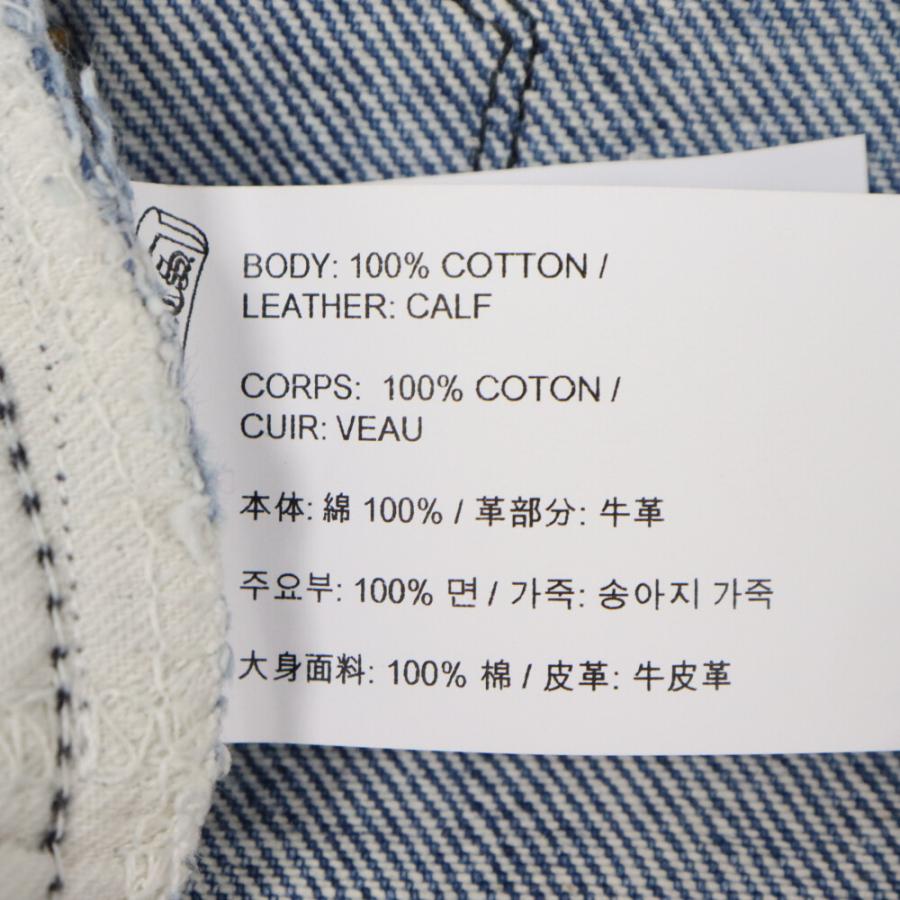 BODY: 100% COTTON /
LEATHER: CALF
CORPS: 100% COTON /
CUIR: VEAU
本体: 綿 100% / 革部分: 牛革
주요부: 100% 면 / 가죽: 송아지 가죽
大身面料: 100% 棉 / 皮革: 牛皮革